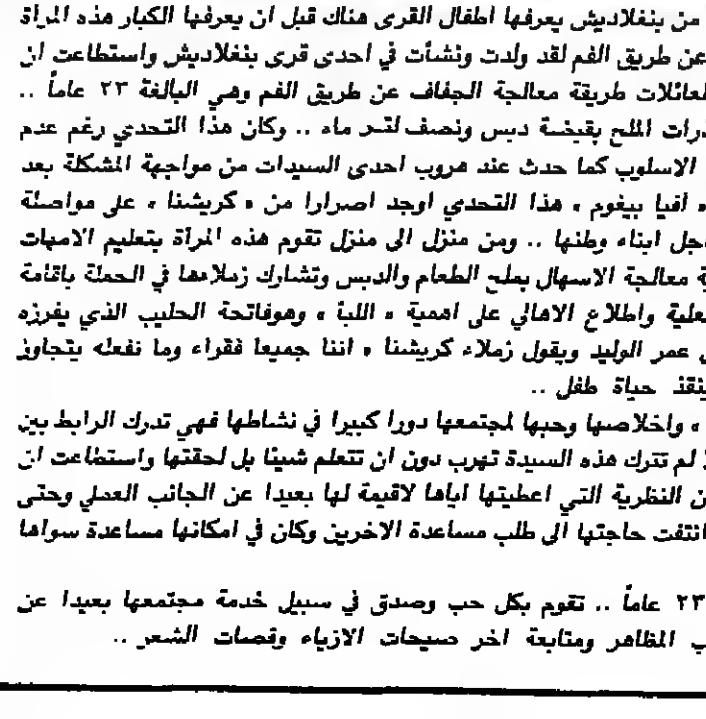 من بنغلاديش يعرفها اطفال القرى هناك قبل ان يعرفها الكبار هذه المرأة
عن طريق الفم لقد ولدت ونشأت في احدى قرى بنغلاديش واستطاعت ان
لعائلات طريقة معالجة الجفاف عن طريق الفم وهي البالغة ٢٣ عاماً ..
ذرات الملح بقبضة دبس ونصف لتر ماء .. وكان هذا التحدي رغم عدم
الاسلوب كما حدث عند هروب احدى السيدات من مواجهة المشكلة بعد
« أفيا بيغوم » هذا التحدي اوجد اصرارا من « كريشنا » على مواصلة
اجل ابناء وطنها .. ومن منزل الى منزل تقوم هذه المرأة بتعليم الامهات
ة معالجة الاسهال بملح الطعام والدبس وتشارك زملاءها في الحملة باقامة
علية واطلاع الاهالي على اهمية « اللبأ » وهوفاتحة الحليب الذي يفرزه
عمر الوليد ويقول زملاء كريشنا « اننا جميعا فقراء وما نفعله يتجاوز
ينقذ حياة طفل ..
» واخلاصها وحبها لمجتمعها دورا كبيرا في نشاطها فهي تدرك الرابط بين
لم تترك هذه السيدة تهرب دون ان تتعلم شيئا بل لحقتها واستطاعت ان
ن النظرية التي اعطيتها اياها لاقيمة لها بعيدا عن الجانب العملي وحتى
انتفت حاجتها الى طلب مساعدة الاخرين وكان في امكانها مساعدة سواها
٢٣ عاماً .. تقوم بكل حب وصدق في سبيل خدمة مجتمعها بعيدا عن
ب المظاهر ومتابعة اخر صيحات الازياء وقصات الشعر ..